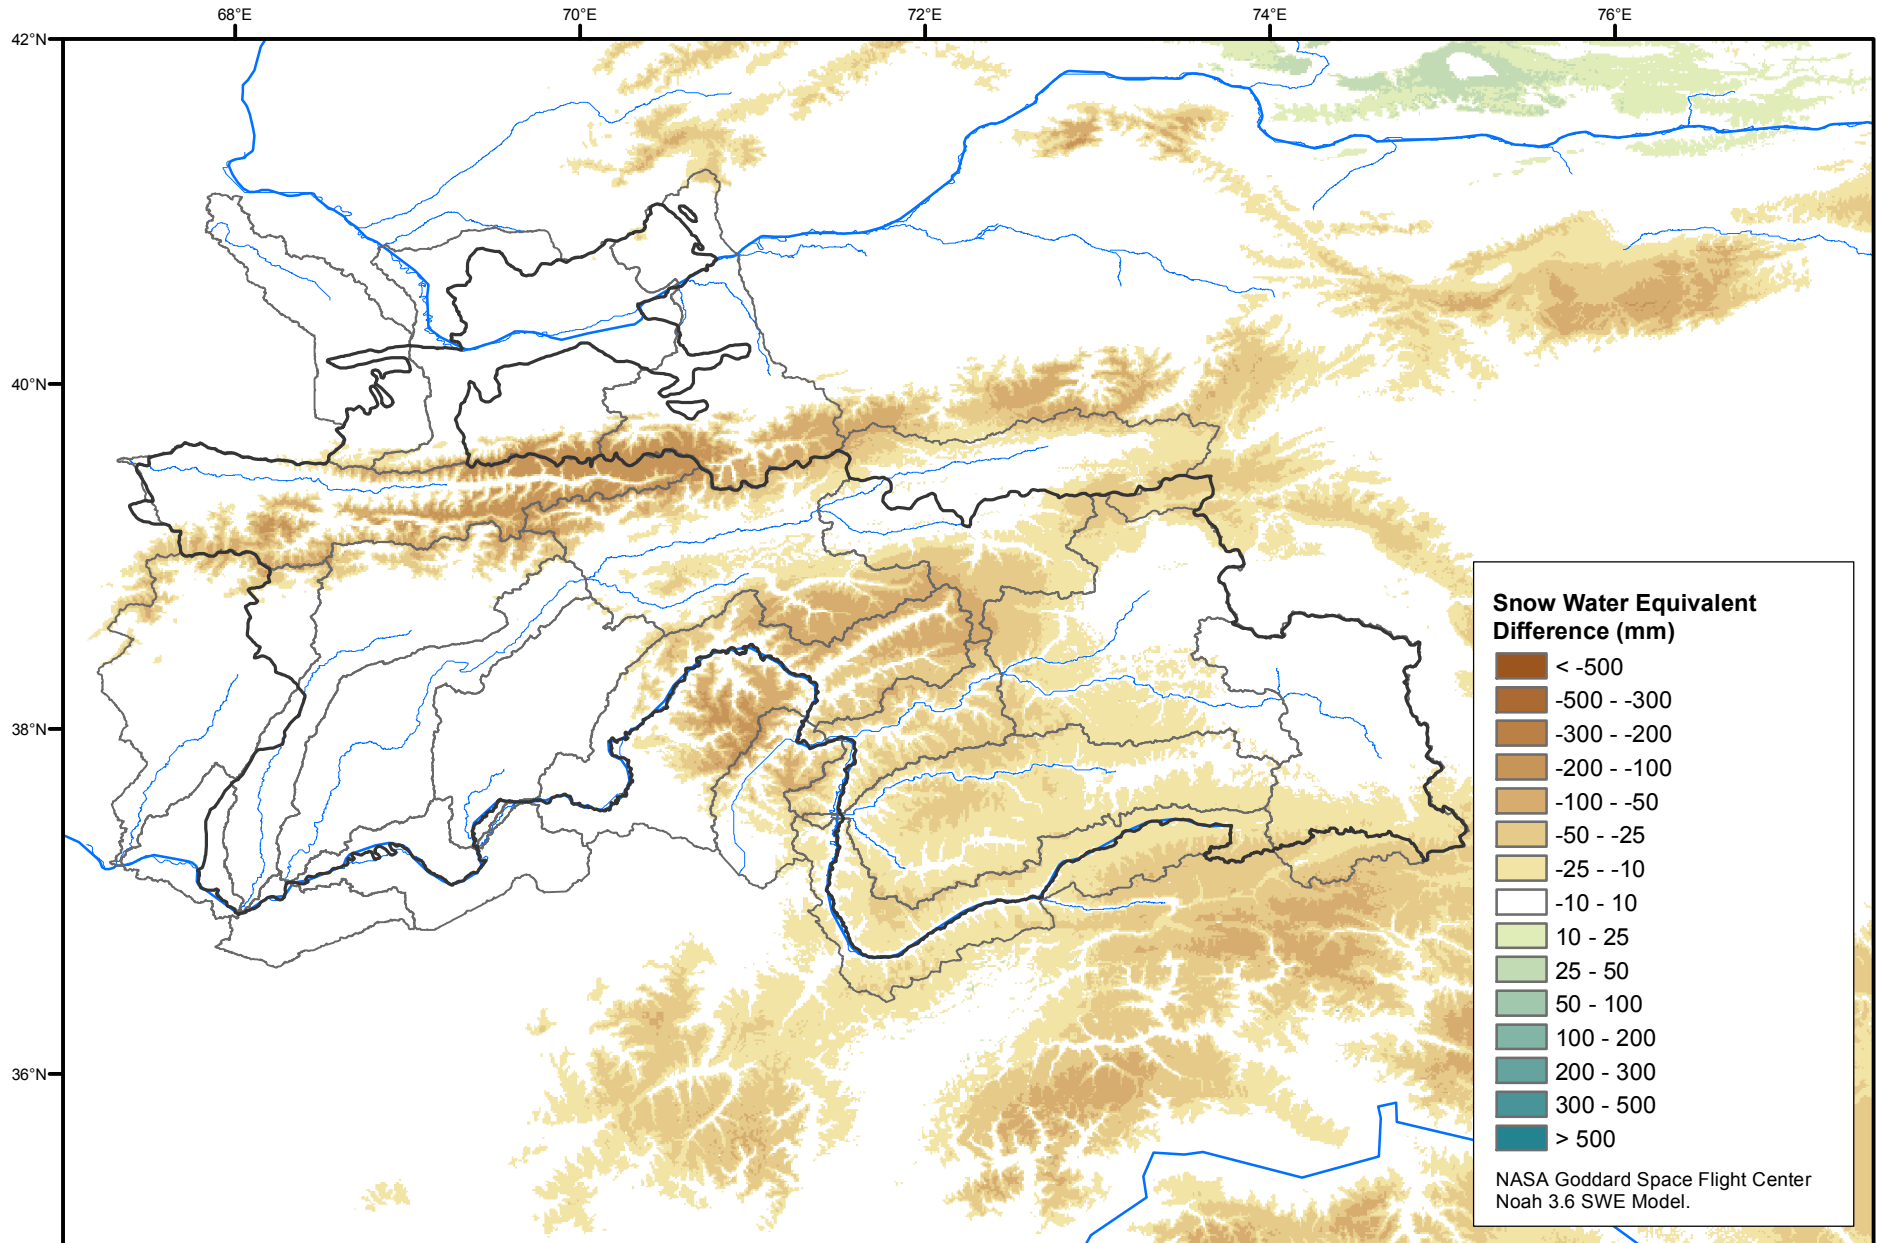 68°E 70°E 72°E 74°E 76°E
42°N
40°N
38°N
36°N
Snow Water Equivalent
Difference (mm)
< -500
-500 - -300
-300 - -200
-200 - -100
-100 - -50
-50 - -25
-25 - -10
-10 - 10
10 - 25
25 - 50
50 - 100
100 - 200
200 - 300
300 - 500
> 500
NASA Goddard Space Flight Center
Noah 3.6 SWE Model.